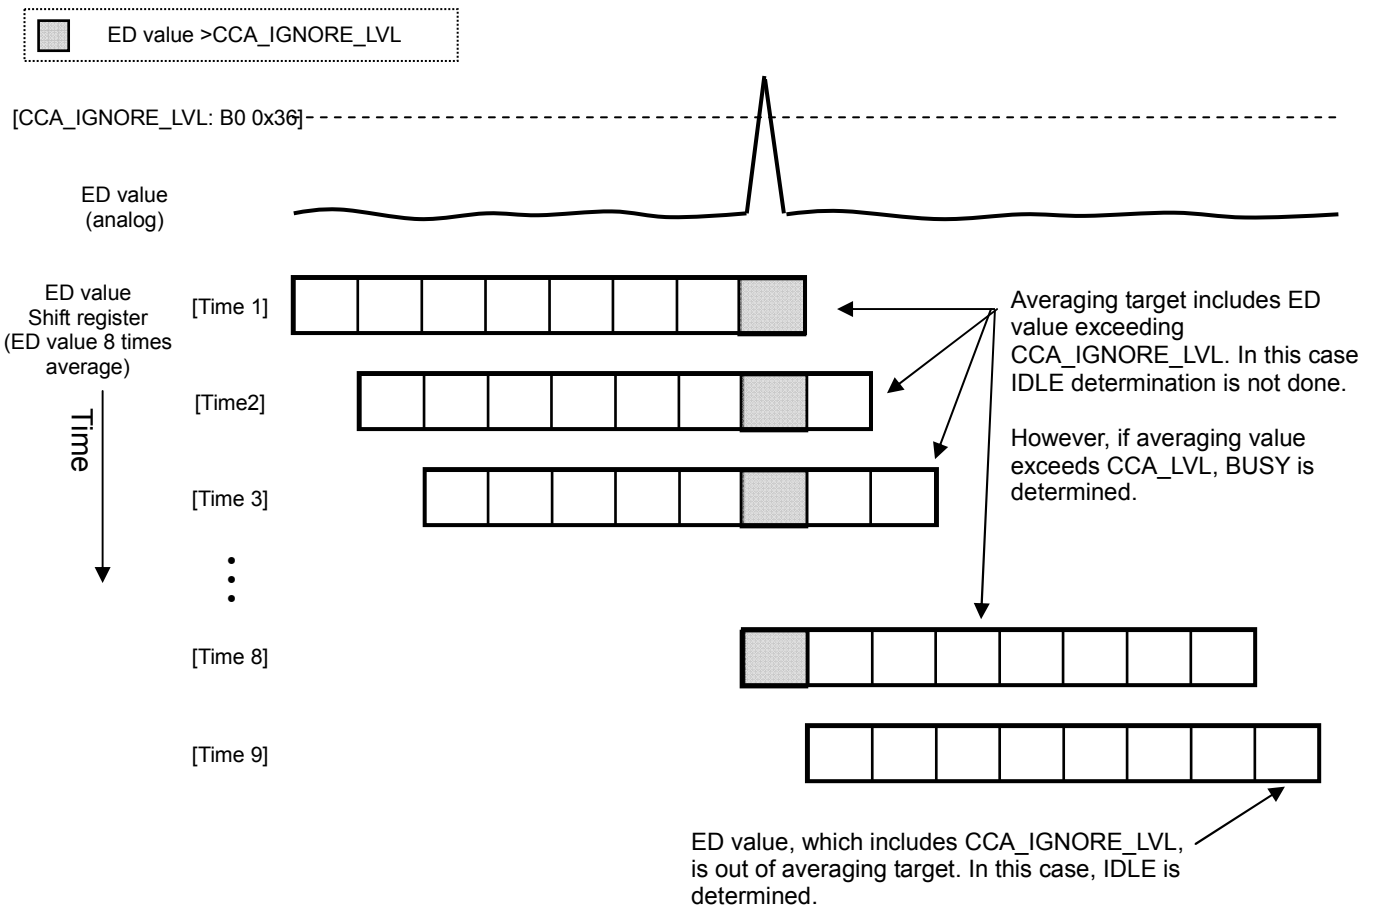 ED value >CCA_IGNORE_LVL
[CCA_IGNORE_LVL: B0 0x36]
ED value
(analog)
ED value
Shift register
(ED value 8 times
average)
Time
[Time 1]
[Time2]
[Time 3]
[Time 8]
[Time 9]
Averaging target includes ED
value exceeding
CCA_IGNORE_LVL. In this case
IDLE determination is not done.
However, if averaging value
exceeds CCA_LVL, BUSY is
determined.
ED value, which includes CCA_IGNORE_LVL,
is out of averaging target. In this case, IDLE is
determined.